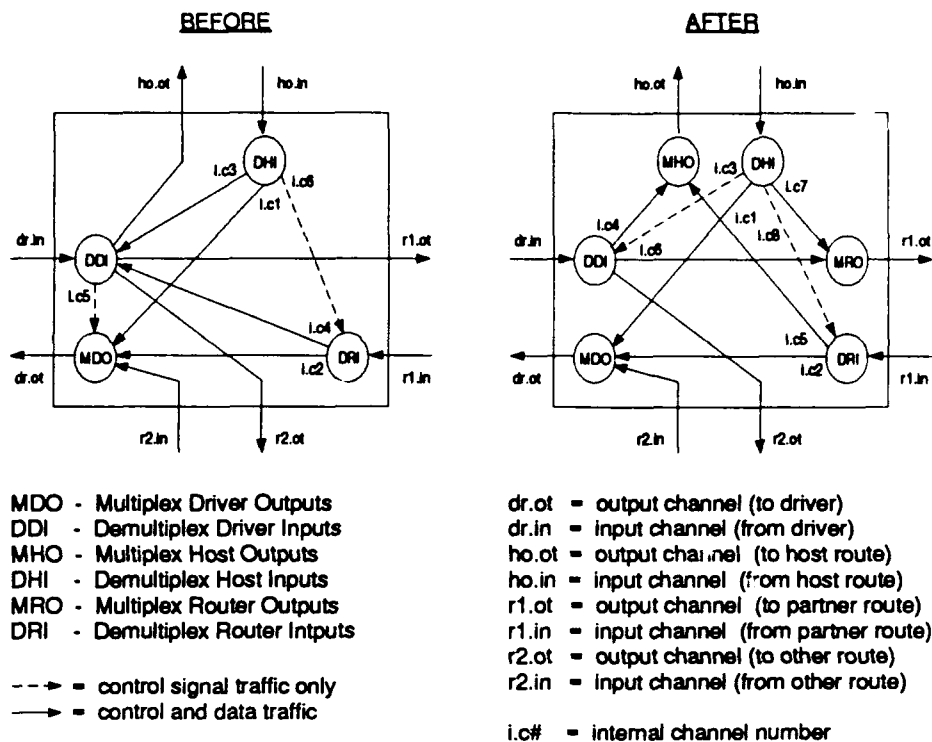 BEFORE
AFTER
ho.ot
ho.in
ho.ot
ho.in
DHI
i.c3
i.c6
i.c1
MHO
DHI
i.c3
i.c7
i.c1
i.c4
i.c8
dr.in
DDI
r1.ot
dr.in
DDI
i.c6
MRO
r1.ot
i.c5
i.c4
i.c5
MDO
DRI
i.c2
MDO
DRI
i.c2
dr.ot
r1.in
dr.ot
r1.in
r2.in
r2.ot
r2.in
r2.ot
MDO - Multiplex Driver Outputs
DDI - Demultiplex Driver Inputs
MHO - Multiplex Host Outputs
DHI - Demultiplex Host Inputs
MRO - Multiplex Router Outputs
DRI - Demultiplex Router Intputs
= control signal traffic only
= control and data traffic
dr.ot = output channel (to driver)
dr.in = input channel (from driver)
ho.ot = output channel (to host route)
ho.in = input channel (from host route)
r1.ot = output channel (to partner route)
r1.in = input channel (from partner route)
r2.ot = output channel (to other route)
r2.in = input channel (from other route)
i.c# = internal channel number